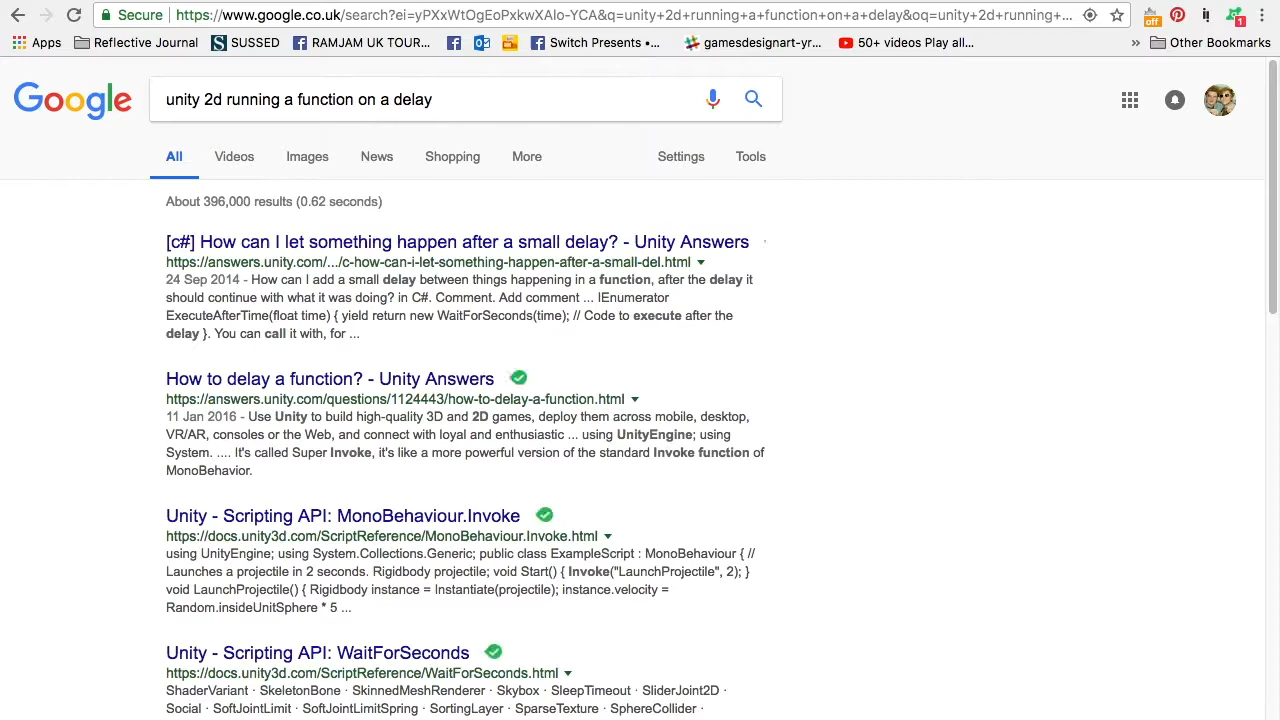 Secure https://www.google.co.uk/search?ei=yPXxWtOgEoPxkwXAIo-YCA&q=unity+2d+running+a+function+on+a+delay&oq=unity+2d+running+...
off
1
Apps Reflective Journal SUSSED RAMJAM UK TOUR... Switch Presents •... gamesdesignart-yr... 50+ videos Play all... » Other Bookmarks
Google
unity 2d running a function on a delay
All Videos Images News Shopping More Settings Tools
About 396,000 results (0.62 seconds)
[c#] How can I let something happen after a small delay? - Unity Answers
https://answers.unity.com/.../c-how-can-i-let-something-happen-after-a-small-del.html
24 Sep 2014 - How can I add a small delay between things happening in a function, after the delay it
should continue with what it was doing? in C#. Comment. Add comment ... IEnumerator
ExecuteAfterTime(float time) { yield return new WaitForSeconds(time); // Code to execute after the
delay }. You can call it with, for ...
How to delay a function? - Unity Answers
https://answers.unity.com/questions/1124443/how-to-delay-a-function.html
11 Jan 2016 - Use Unity to build high-quality 3D and 2D games, deploy them across mobile, desktop,
VR/AR, consoles or the Web, and connect with loyal and enthusiastic ... using UnityEngine; using
System. .... It's called Super Invoke, it's like a more powerful version of the standard Invoke function of
MonoBehavior.
Unity - Scripting API: MonoBehaviour.Invoke
https://docs.unity3d.com/ScriptReference/MonoBehaviour.Invoke.html
using UnityEngine; using System.Collections.Generic; public class ExampleScript : MonoBehaviour { //
Launches a projectile in 2 seconds. Rigidbody projectile; void Start() { Invoke("LaunchProjectile", 2); }
void LaunchProjectile() { Rigidbody instance = Instantiate(projectile); instance.velocity =
Random.insideUnitSphere * 5 ...
Unity - Scripting API: WaitForSeconds
https://docs.unity3d.com/ScriptReference/WaitForSeconds.html
ShaderVariant · SkeletonBone · SkinnedMeshRenderer · Skybox · SleepTimeout · SliderJoint2D ·
Social · SoftJointLimit · SoftJointLimitSpring · SortingLayer · SparseTexture · SphereCollider ·